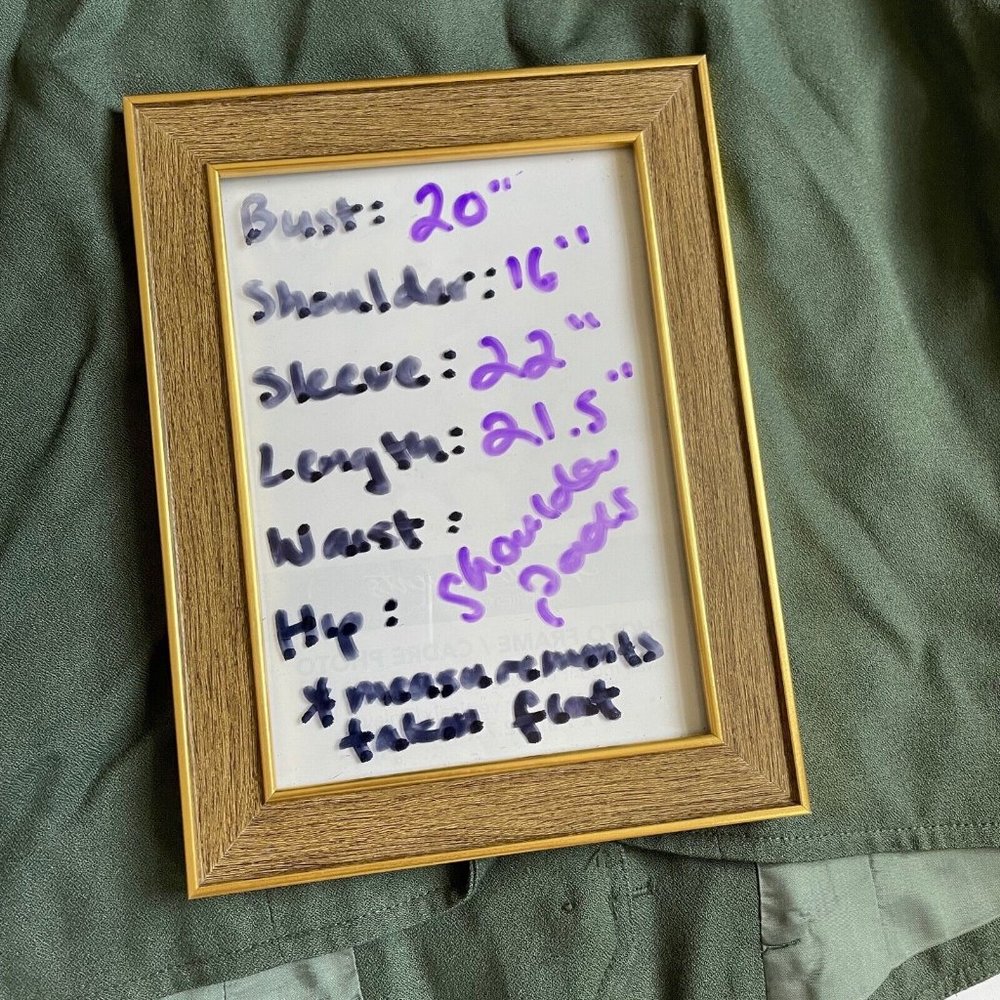 Bust: 20"
Shoulder: 16"
Sleeve: 22"
Length: 21.5"
Waist:
Hip:
Shoulder
Pads
* measurements
taken flat